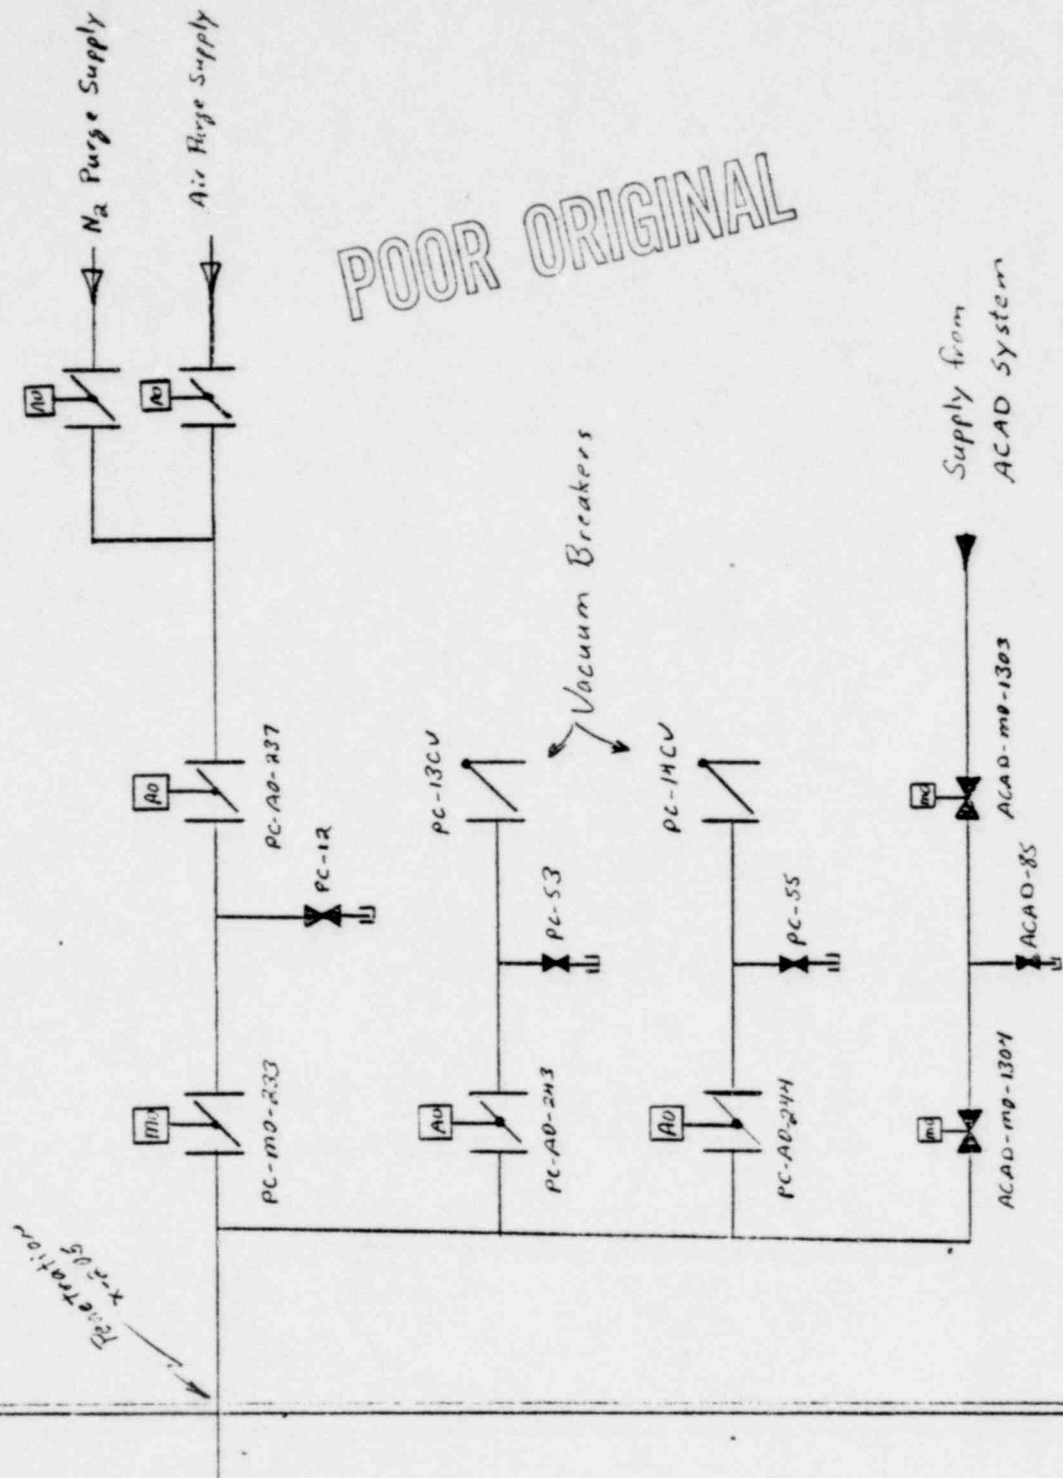 N2 Purge Supply
Air Purge Supply
AO
AO
POOR ORIGINAL
AO
PC-AO-237
PC-12
MO
PC-MO-233
Penetration
PC-13CV
Vacuum Breakers
PC-53
AO
PC-AO-243
PC-14CV
PC-55
AO
PC-AO-244
Supply from
ACAD System
MO
ACAD-MO-1303
ACAD-85
MO
ACAD-MO-1304